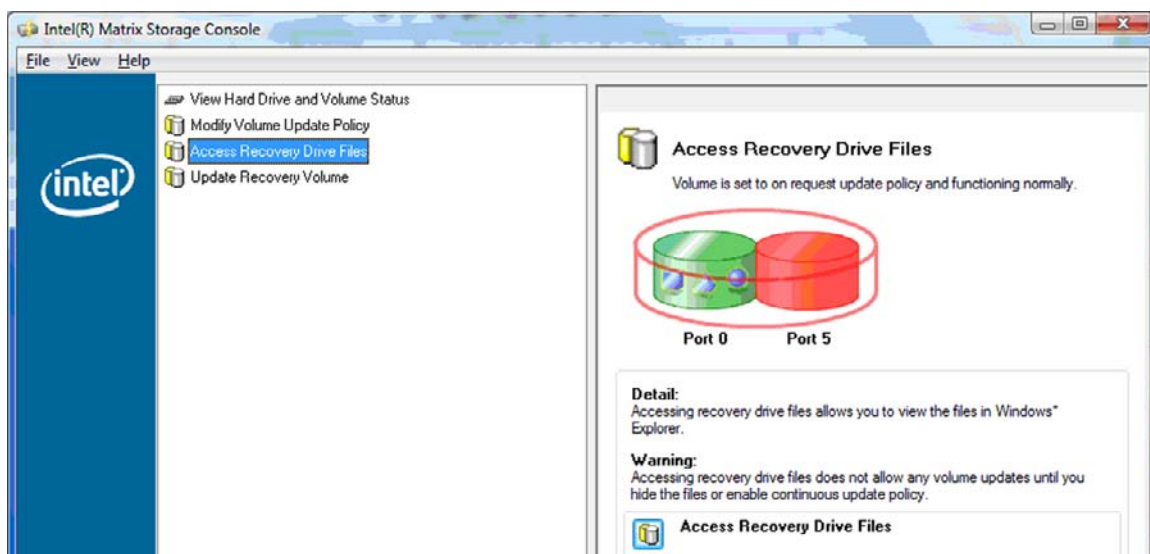 Intel(R) Matrix Storage Console
File View Help
View Hard Drive and Volume Status
Modify Volume Update Policy
Access Recovery Drive Files
Update Recovery Volume
intel
Access Recovery Drive Files
Volume is set to on request update policy and functioning normally.
Port 0 Port 5
Detail:
Accessing recovery drive files allows you to view the files in Windows*
Explorer.
Warning:
Accessing recovery drive files does not allow any volume updates until you
hide the files or enable continuous update policy.
Access Recovery Drive Files